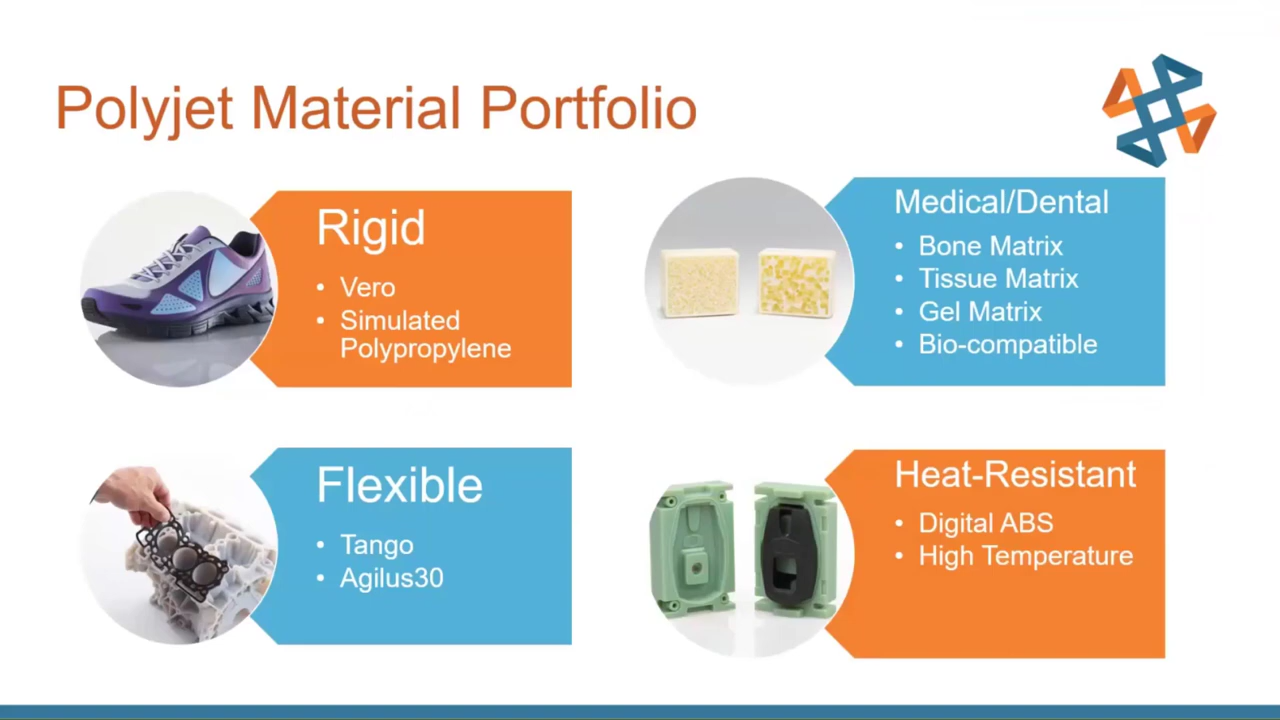 Polyjet Material Portfolio
Rigid
• Vero
• Simulated
Polypropylene
Medical/Dental
• Bone Matrix
• Tissue Matrix
• Gel Matrix
• Bio-compatible
Flexible
• Tango
• Agilus30
Heat-Resistant
• Digital ABS
• High Temperature